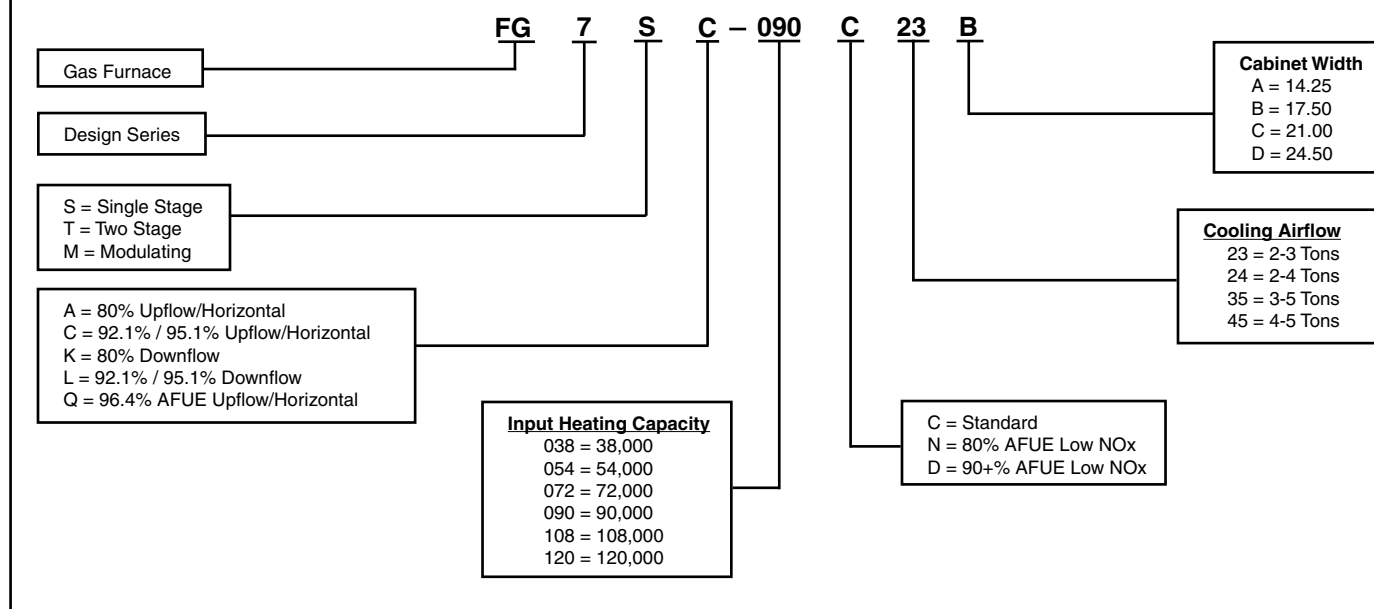 FG 7 S C – 090 C 23 B
Gas Furnace
Design Series
S = Single Stage
T = Two Stage
M = Modulating
A = 80% Upflow/Horizontal
C = 92.1% / 95.1% Upflow/Horizontal
K = 80% Downflow
L = 92.1% / 95.1% Downflow
Q = 96.4% AFUE Upflow/Horizontal
Input Heating Capacity
038 = 38,000
054 = 54,000
072 = 72,000
090 = 90,000
108 = 108,000
120 = 120,000
C = Standard
N = 80% AFUE Low NOx
D = 90+% AFUE Low NOx
Cooling Airflow
23 = 2-3 Tons
24 = 2-4 Tons
35 = 3-5 Tons
45 = 4-5 Tons
Cabinet Width
A = 14.25
B = 17.50
C = 21.00
D = 24.50